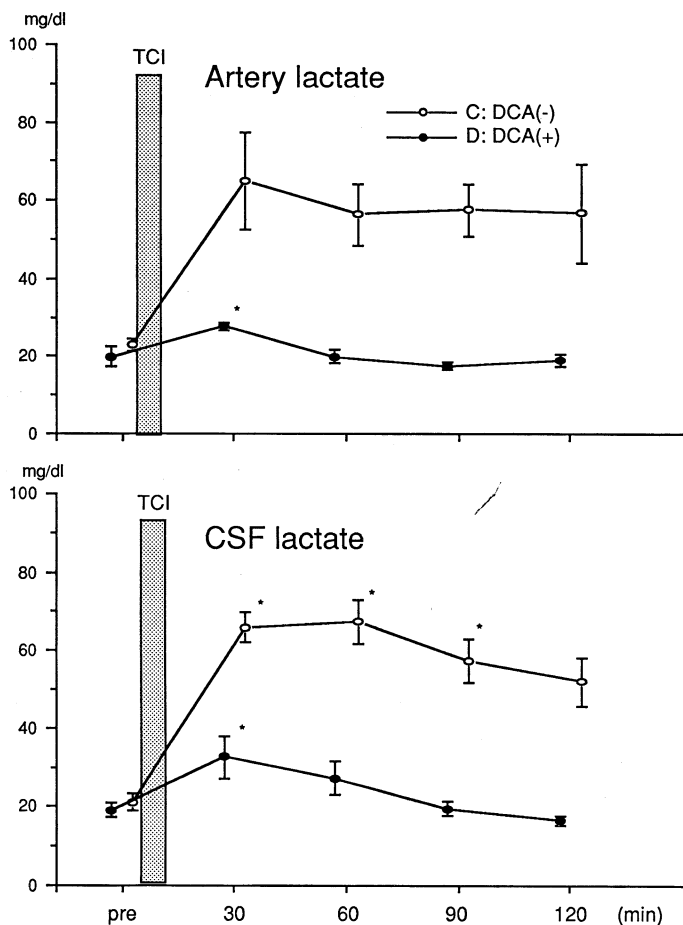 mg/dl
100
TCI
Artery lactate
80
C: DCA(-)
D: DCA(+)
60
40
*
20
0
mg/dl
100
TCI
CSF lactate
80
* * *
60
40
*
20
0
pre 30 60 90 120 (min)